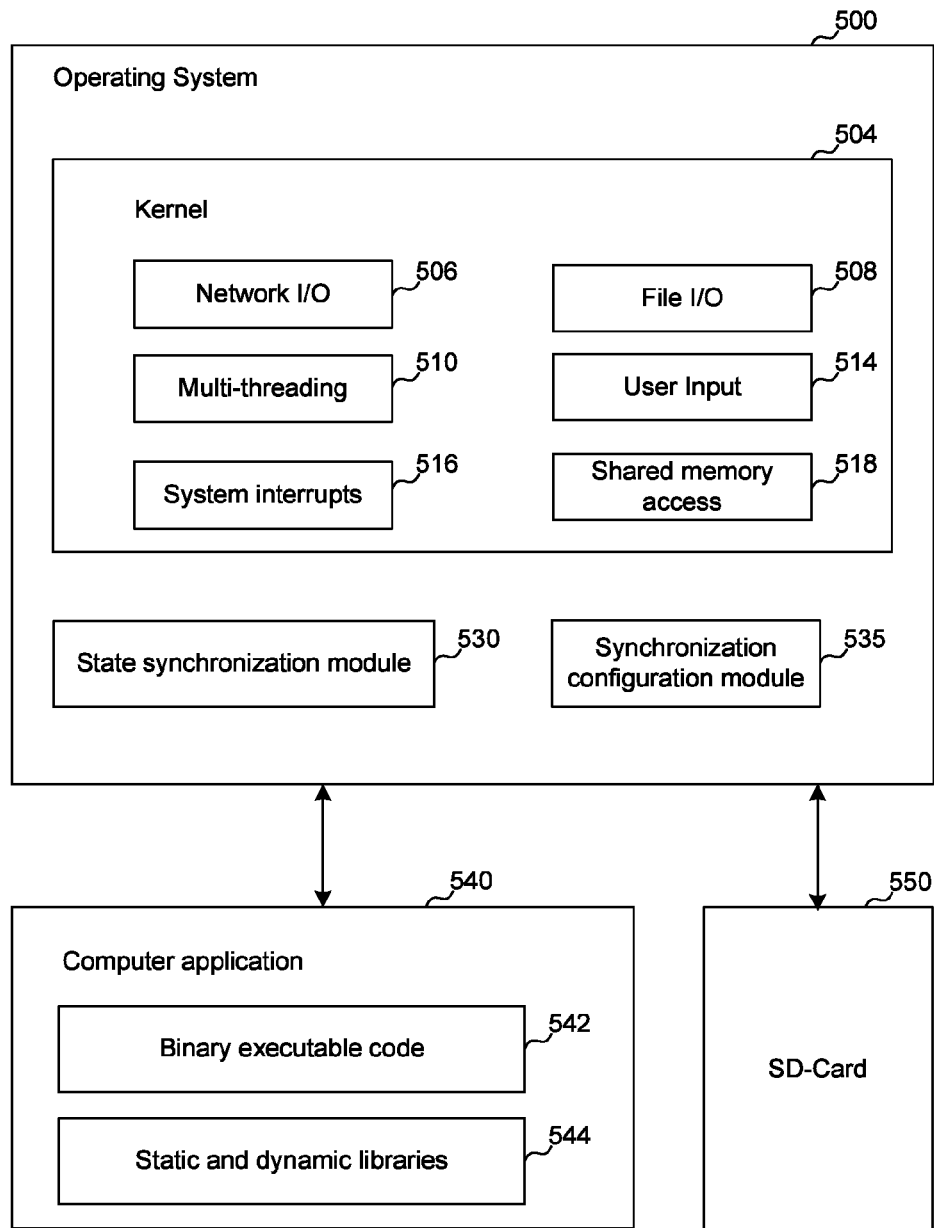 500
Operating System
504
Kernel
Network I/O
506
File I/O
508
Multi-threading
510
User Input
514
System interrupts
516
Shared memory
access
518
State synchronization module
530
Synchronization
configuration module
535
540
Computer application
Binary executable code
542
Static and dynamic libraries
544
550
SD-Card